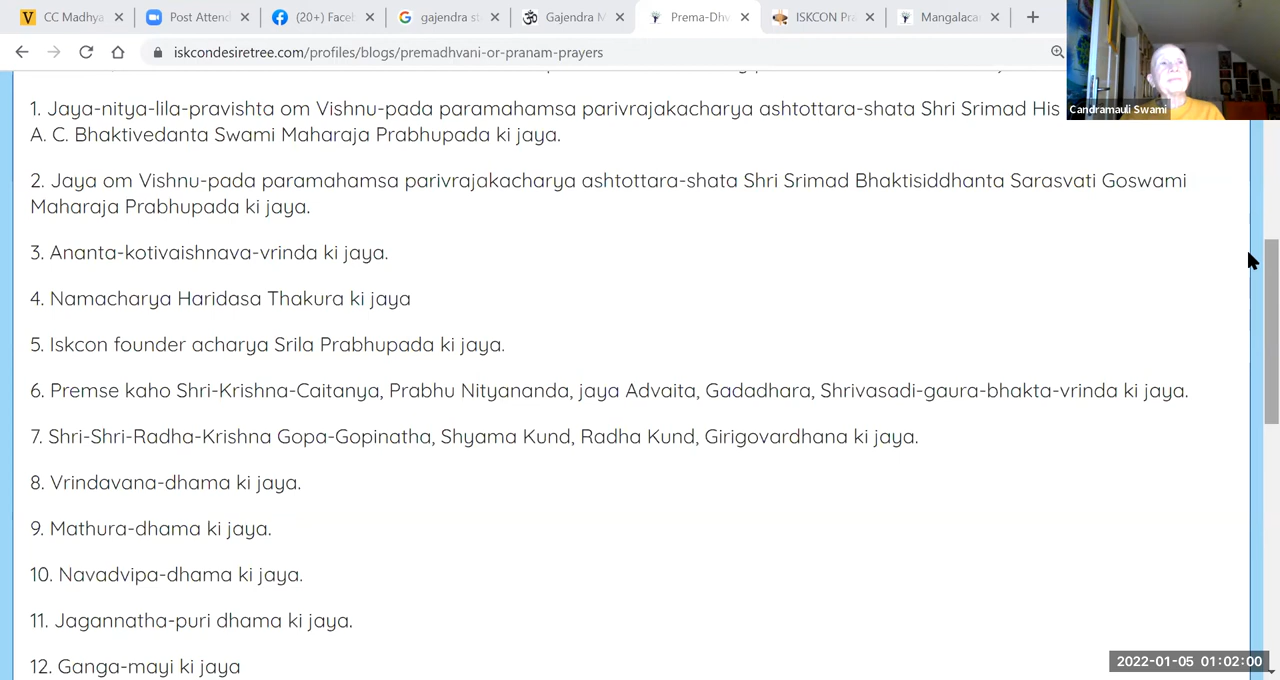 CC Madhya
Post Attend
(20+) Face
gajendra st
Gajendra M
Prema-Dhv
ISKCON Pra
Mangalaca
iskcondesiretree.com/profiles/blogs/premadhvani-or-pranam-prayers
Candramauli Swami
1. Jaya-nitya-lila-pravishta om Vishnu-pada paramahamsa parivrajakacharya ashtottara-shata Shri Srimad His
A. C. Bhaktivedanta Swami Maharaja Prabhupada ki jaya.
2. Jaya om Vishnu-pada paramahamsa parivrajakacharya ashtottara-shata Shri Srimad Bhaktisiddhanta Sarasvati Goswami
Maharaja Prabhupada ki jaya.
3. Ananta-kotivaishnava-vrinda ki jaya.
4. Namacharya Haridasa Thakura ki jaya
5. Iskcon founder acharya Srila Prabhupada ki jaya.
6. Premse kaho Shri-Krishna-Caitanya, Prabhu Nityananda, jaya Advaita, Gadadhara, Shrivasadi-gaura-bhakta-vrinda ki jaya.
7. Shri-Shri-Radha-Krishna Gopa-Gopinatha, Shyama Kund, Radha Kund, Girigovardhana ki jaya.
8. Vrindavana-dhama ki jaya.
9. Mathura-dhama ki jaya.
10. Navadvipa-dhama ki jaya.
11. Jagannatha-puri dhama ki jaya.
12. Ganga-mayi ki jaya
2022-01-05 01:02:00